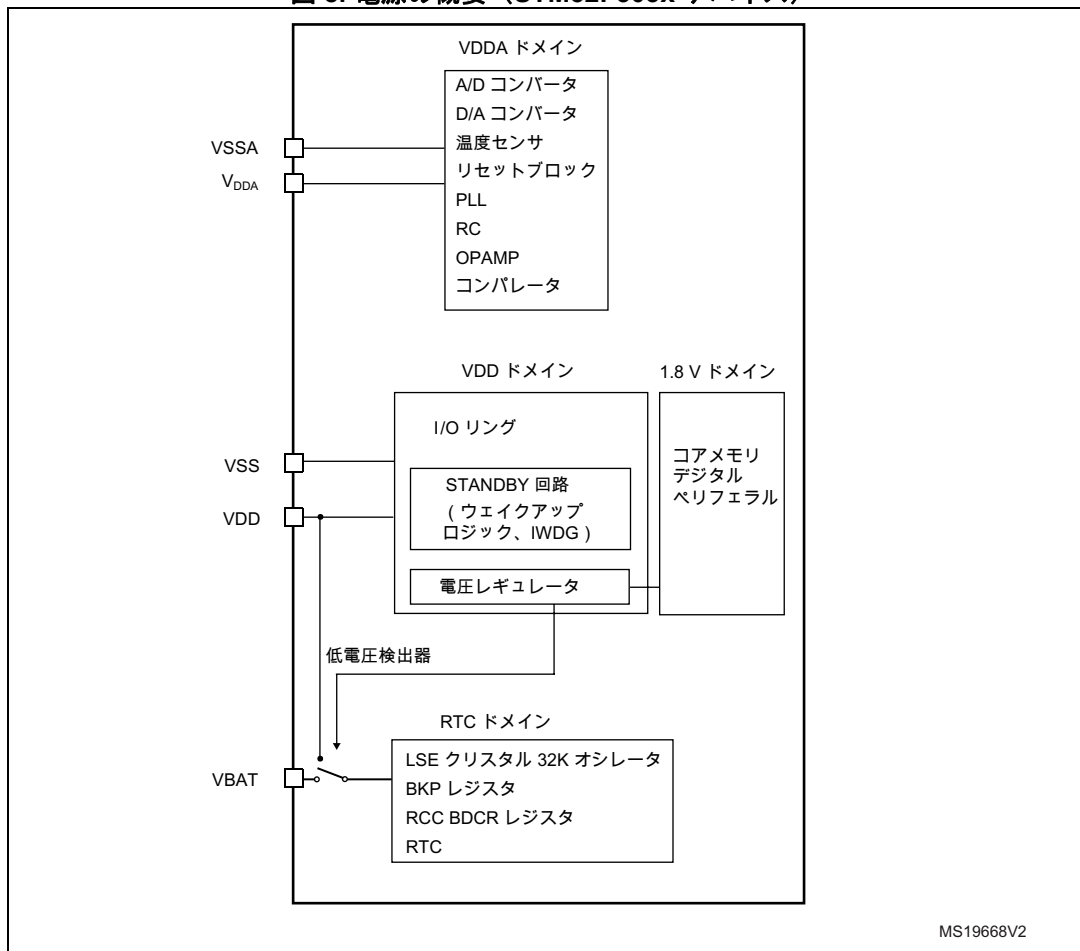 VDDA ドメイン
A/D コンバータ
D/A コンバータ
温度センサ
リセットブロック
PLL
RC
OPAMP
コンパレータ
VSSA
VDDA
VDD ドメイン
1.8 V ドメイン
I/O リング
VSS
STANDBY 回路
( ウェイクアップ
ロジック、IWDG )
コアメモリ
デジタル
ペリフェラル
VDD
電圧レギュレータ
低電圧検出器
RTC ドメイン
VBAT
LSE クリスタル 32K オシレータ
BKP レジスタ
RCC BDCR レジスタ
RTC
MS19668V2